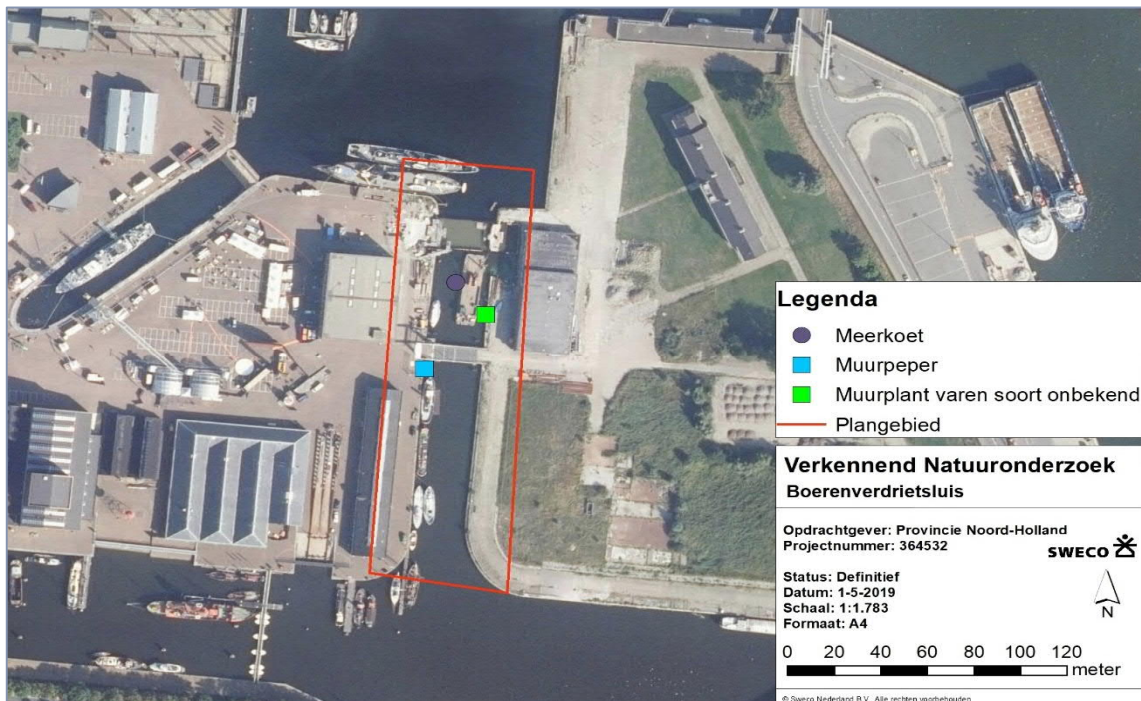 Legenda
Meerkoet
Muurpeper
Muurplant varen soort onbekend
Plangebied
Verkennend Natuuronderzoek
Boerenverdrietsluis
Opdrachtgever: Provincie Noord-Holland
Projectnummer: 364532
SWECO
Status: Definitief
Datum: 1-5-2019
Schaal: 1:1.783
Formaat: A4
N
0 20 40 60 80 100 120
meter
© Sweco Nederland B.V. Alle rechten voorbehouden